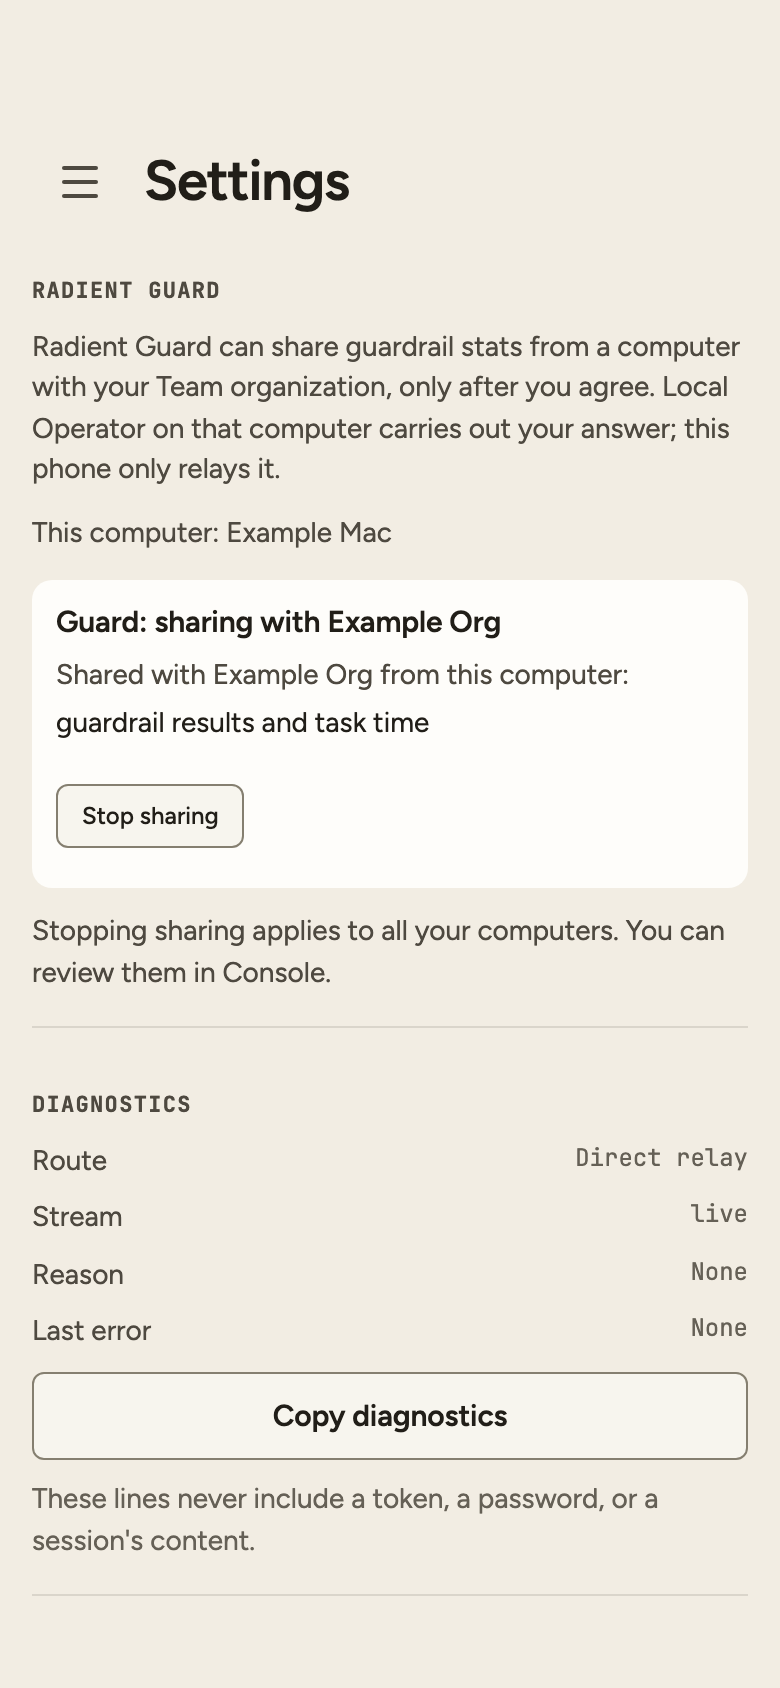 Settings
RADIENT GUARD
Radient Guard can share guardrail stats from a computer
with your Team organization, only after you agree. Local
Operator on that computer carries out your answer; this
phone only relays it.
This computer: Example Mac
Guard: sharing with Example Org
Shared with Example Org from this computer:
guardrail results and task time
Stop sharing
Stopping sharing applies to all your computers. You can
review them in Console.
DIAGNOSTICS
Route Direct relay
Stream live
Reason None
Last error None
Copy diagnostics
These lines never include a token, a password, or a
session's content.